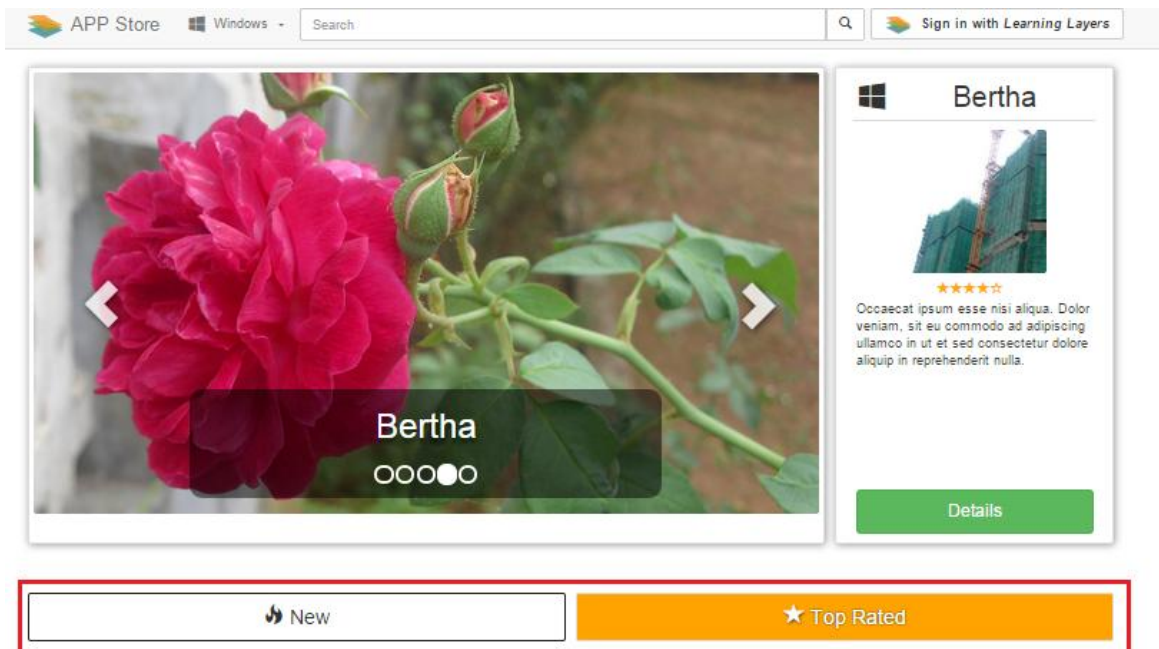 APP Store
Windows
Search
Sign in with Learning Layers
Bertha
Bertha
Occaecat ipsum esse nisi aliqua. Dolor
veniam, sit eu commodo ad adipiscing
ullamco in ut et sed consectetur dolore
aliquip in reprehenderit nulla.
Details
New
Top Rated